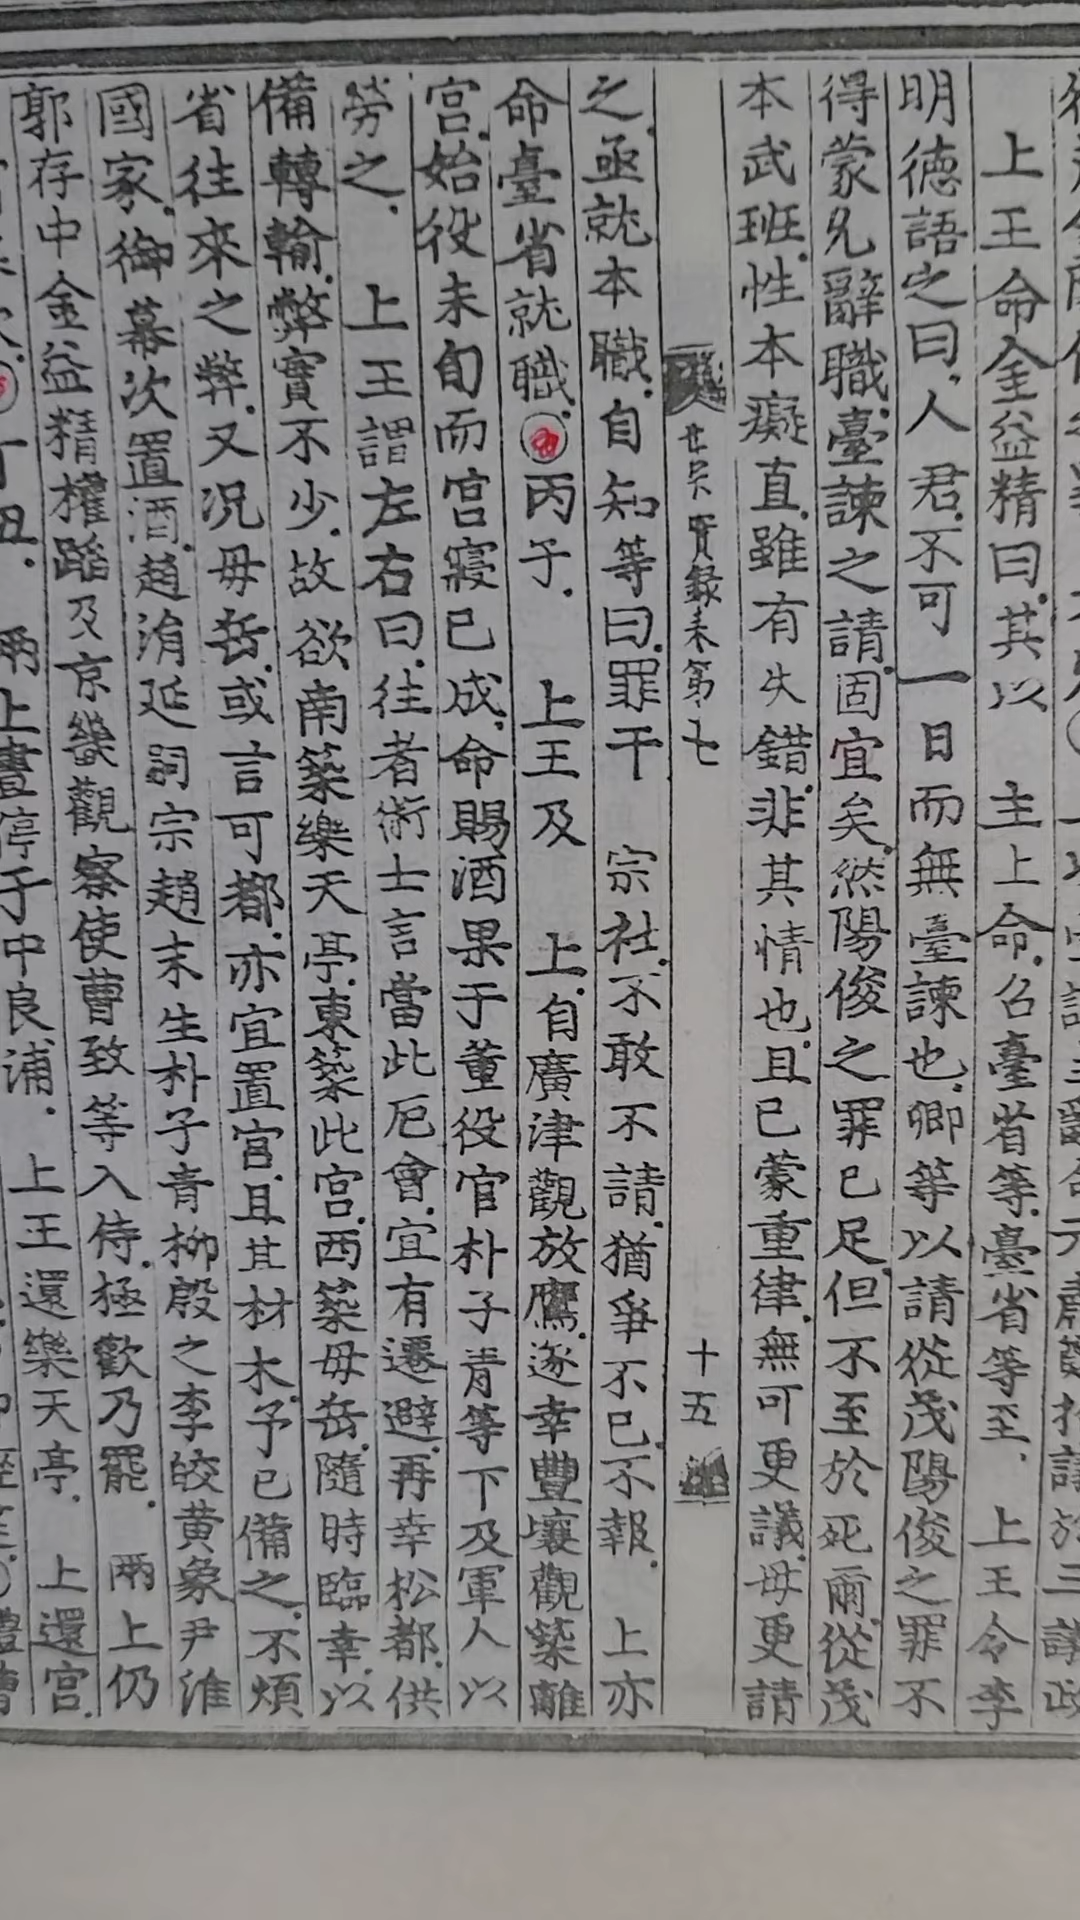 上王命金益精曰其以 主上命召臺省等臺省等至 上王令李
明德語之曰人君不可一日而無臺諫也卿等以請從茂陽俊之罪不
得蒙允辭職臺諫之請固宜矣然陽俊之罪已足但不至於死爾從茂
本武班性本癡直雖有失錯非其情也且已蒙重律無可更議毋更請
世宗實錄卷第七 十五
之亟就本職自知等曰罪干 宗社不敢不請猶爭不已不報 上亦
命臺省就職○丙子 上王及 上自廣津觀放鷹遂幸豐壤觀築離
宮始役未旬而宮寢已成命賜酒果于董役官朴子靑等下及軍人以
勞之 上王謂左右曰往者術士言當此厄會宜有遷避再幸松都供
備轉輸弊實不少故欲南築樂天亭東築此宮西築毋岳隨時臨幸以
省往來之弊又況毋岳或言可都亦宜置宮且其材木予已備之不煩
國家御幕次置酒趙涓延嗣宗趙末生朴子靑柳殷之李皎黃象尹淮
郭存中金益精權蹈及京畿觀察使曹致等入侍極歡乃罷 兩上仍
丁丑 兩上晝停于中良浦 上王還樂天亭 上還宮